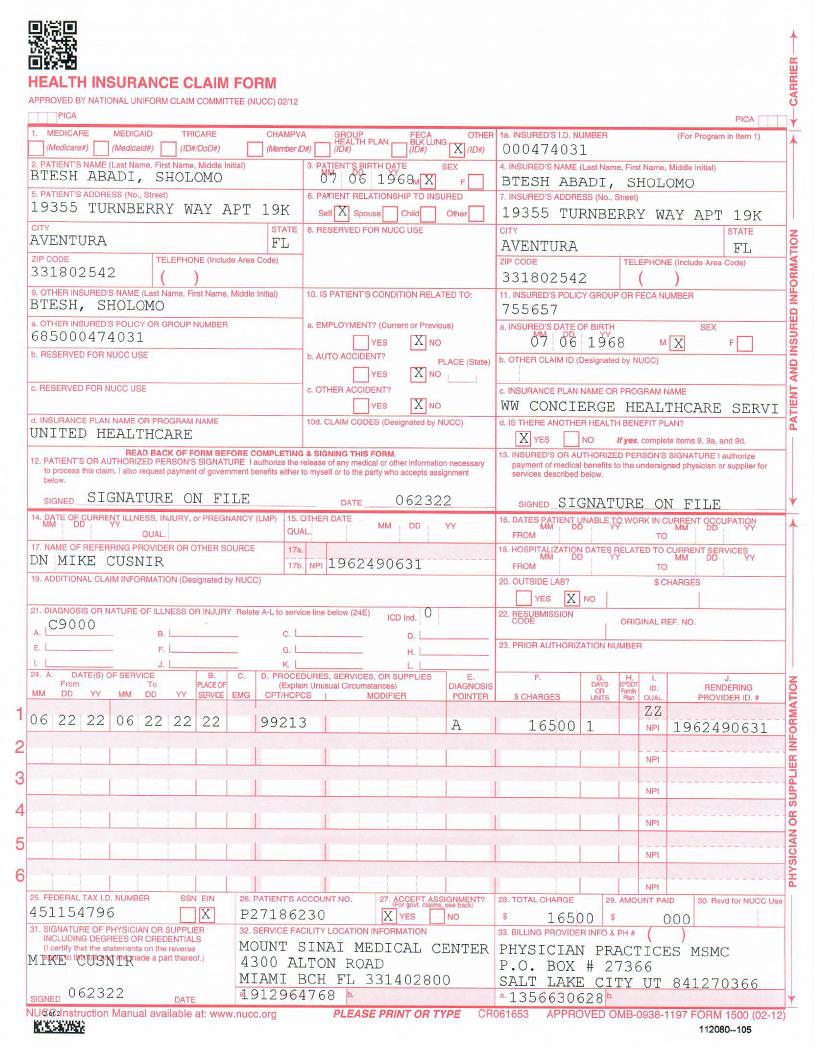 HEALTH INSURANCE CLAIM FORM
APPROVED BY NATIONAL UNIFORM CLAIM COMMITTEE (NUCC) 02/12
PICA
PICA
CARRIER
1. MEDICARE MEDICAID TRICARE CHAMPVA GROUP HEALTH PLAN FECA BLK LUNG OTHER
(Medicare#) (Medicaid#) (ID#/DoD#) (Member ID#) (ID#) (ID#) X (ID#)
1a. INSURED'S I.D. NUMBER (For Program in Item 1)
000474031
2. PATIENT'S NAME (Last Name, First Name, Middle Initial)
BTESH ABADI, SHOLOMO
3. PATIENT'S BIRTH DATE SEX
MM DD YY
07 06 1968 M X F
4. INSURED'S NAME (Last Name, First Name, Middle Initial)
BTESH ABADI, SHOLOMO
5. PATIENT'S ADDRESS (No., Street)
19355 TURNBERRY WAY APT 19K
6. PATIENT RELATIONSHIP TO INSURED
Self X Spouse Child Other
7. INSURED'S ADDRESS (No., Street)
19355 TURNBERRY WAY APT 19K
CITY STATE
AVENTURA FL
8. RESERVED FOR NUCC USE
CITY STATE
AVENTURA FL
ZIP CODE TELEPHONE (Include Area Code)
331802542 ( )
ZIP CODE TELEPHONE (Include Area Code)
331802542 ( )
9. OTHER INSURED'S NAME (Last Name, First Name, Middle Initial)
BTESH, SHOLOMO
10. IS PATIENT'S CONDITION RELATED TO:
11. INSURED'S POLICY GROUP OR FECA NUMBER
755657
a. OTHER INSURED'S POLICY OR GROUP NUMBER
685000474031
a. EMPLOYMENT? (Current or Previous)
YES X NO
a. INSURED'S DATE OF BIRTH SEX
MM DD YY
07 06 1968 M X F
b. RESERVED FOR NUCC USE
b. AUTO ACCIDENT? PLACE (State)
YES X NO
b. OTHER CLAIM ID (Designated by NUCC)
c. RESERVED FOR NUCC USE
c. OTHER ACCIDENT?
YES X NO
c. INSURANCE PLAN NAME OR PROGRAM NAME
WW CONCIERGE HEALTHCARE SERVI
d. INSURANCE PLAN NAME OR PROGRAM NAME
UNITED HEALTHCARE
10d. CLAIM CODES (Designated by NUCC)
d. IS THERE ANOTHER HEALTH BENEFIT PLAN?
X YES NO If yes, complete items 9, 9a, and 9d.
PATIENT AND INSURED INFORMATION
READ BACK OF FORM BEFORE COMPLETING & SIGNING THIS FORM.
12. PATIENT'S OR AUTHORIZED PERSON'S SIGNATURE I authorize the release of any medical or other information necessary
to process this claim. I also request payment of government benefits either to myself or to the party who accepts assignment
below.
SIGNED SIGNATURE ON FILE DATE 062322
13. INSURED'S OR AUTHORIZED PERSON'S SIGNATURE I authorize
payment of medical benefits to the undersigned physician or supplier for
services described below.
SIGNED SIGNATURE ON FILE
14. DATE OF CURRENT ILLNESS, INJURY, or PREGNANCY (LMP)
MM DD YY
QUAL.
15. OTHER DATE
QUAL. MM DD YY
16. DATES PATIENT UNABLE TO WORK IN CURRENT OCCUPATION
MM DD YY MM DD YY
FROM TO
17. NAME OF REFERRING PROVIDER OR OTHER SOURCE
DN MIKE CUSNIR
17a.
17b. NPI 1962490631
18. HOSPITALIZATION DATES RELATED TO CURRENT SERVICES
MM DD YY MM DD YY
FROM TO
19. ADDITIONAL CLAIM INFORMATION (Designated by NUCC)
20. OUTSIDE LAB? $ CHARGES
YES X NO
21. DIAGNOSIS OR NATURE OF ILLNESS OR INJURY Relate A-L to service line below (24E) ICD Ind. 0
A. C9000 B. C. D.
E. F. G. H.
I. J. K. L.
22. RESUBMISSION CODE ORIGINAL REF. NO.
23. PRIOR AUTHORIZATION NUMBER
24. A. DATE(S) OF SERVICE B. C. D. PROCEDURES, SERVICES, OR SUPPLIES E. F. G. H. I. J.
From To PLACE OF (Explain Unusual Circumstances) DIAGNOSIS DAYS OR EPSDT Family ID. RENDERING
MM DD YY MM DD YY SERVICE EMG CPT/HCPCS MODIFIER POINTER $ CHARGES UNITS Plan QUAL. PROVIDER ID. #
ZZ
1 06 22 22 06 22 22 22 99213 A 16500 1 NPI 1962490631
2 NPI
3 NPI
4 NPI
5 NPI
6 NPI
25. FEDERAL TAX I.D. NUMBER SSN EIN
451154796 X
26. PATIENT'S ACCOUNT NO.
P27186230
27. ACCEPT ASSIGNMENT?
(For govt. claims, see back)
X YES NO
28. TOTAL CHARGE
$ 16500
29. AMOUNT PAID
$ 000
30. Rsvd for NUCC Use
31. SIGNATURE OF PHYSICIAN OR SUPPLIER
INCLUDING DEGREES OR CREDENTIALS
(I certify that the statements on the reverse
apply to this bill and are made a part thereof.)
MIKE CUSNIR
SIGNED 062322 DATE
32. SERVICE FACILITY LOCATION INFORMATION
MOUNT SINAI MEDICAL CENTER
4300 ALTON ROAD
MIAMI BCH FL 331402800
a. 1912964768 b.
33. BILLING PROVIDER INFO & PH # ( )
PHYSICIAN PRACTICES MSMC
P.O. BOX # 27366
SALT LAKE CITY UT 841270366
a. 1356630628 b.
PHYSICIAN OR SUPPLIER INFORMATION
NUCC Instruction Manual available at: www.nucc.org PLEASE PRINT OR TYPE CR061653 APPROVED OMB-0938-1197 FORM 1500 (02-12)
112080--105